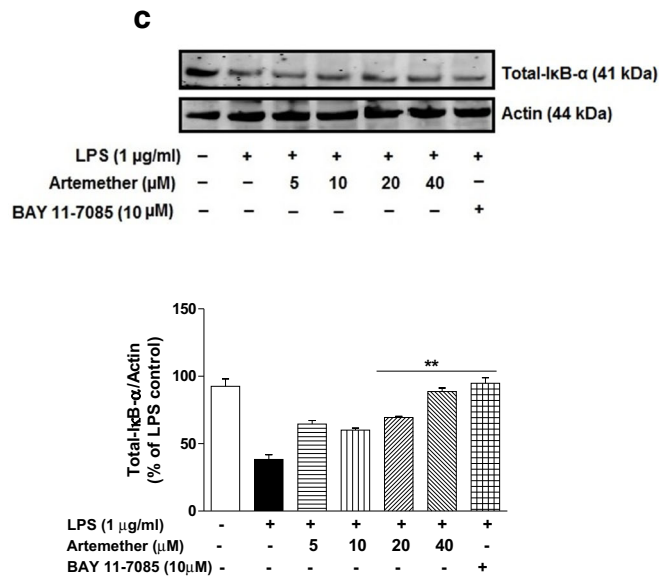 c
Total-IκB-α (41 kDa)
Actin (44 kDa)
LPS (1 µg/ml) – + + + + + +
Artemether (µM) – – 5 10 20 40 –
BAY 11-7085 (10 µM) – – – – – – +
150
100
50
0
Total-IκB-α/Actin
(% of LPS control)
**
LPS (1 µg/ml) - + + + + + +
Artemether (µM) - - 5 10 20 40 -
BAY 11-7085 (10µM) - - - - - - +